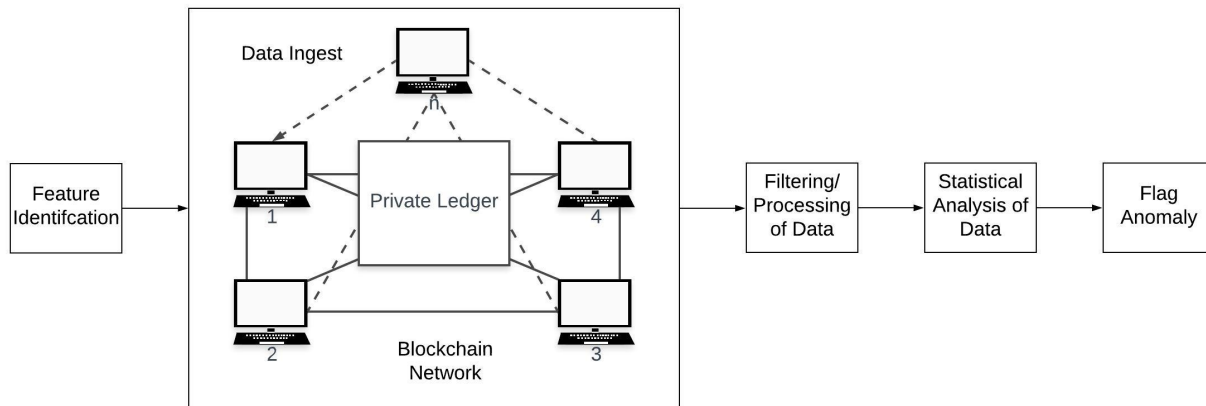 Feature
Identifcation
Data Ingest
n
1
Private Ledger
4
2
3
Blockchain
Network
Filtering/
Processing
of Data
Statistical
Analysis of
Data
Flag
Anomaly